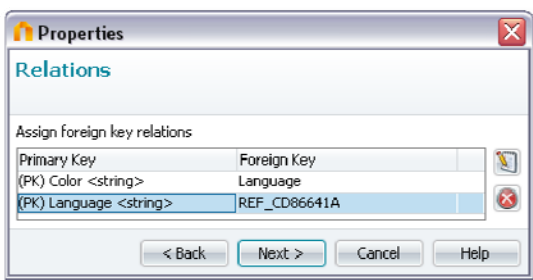 Properties
Relations
Assign foreign key relations
Primary Key Foreign Key
(PK) Color <string> Language
(PK) Language <string> REF_CD86641A
< Back Next > Cancel Help